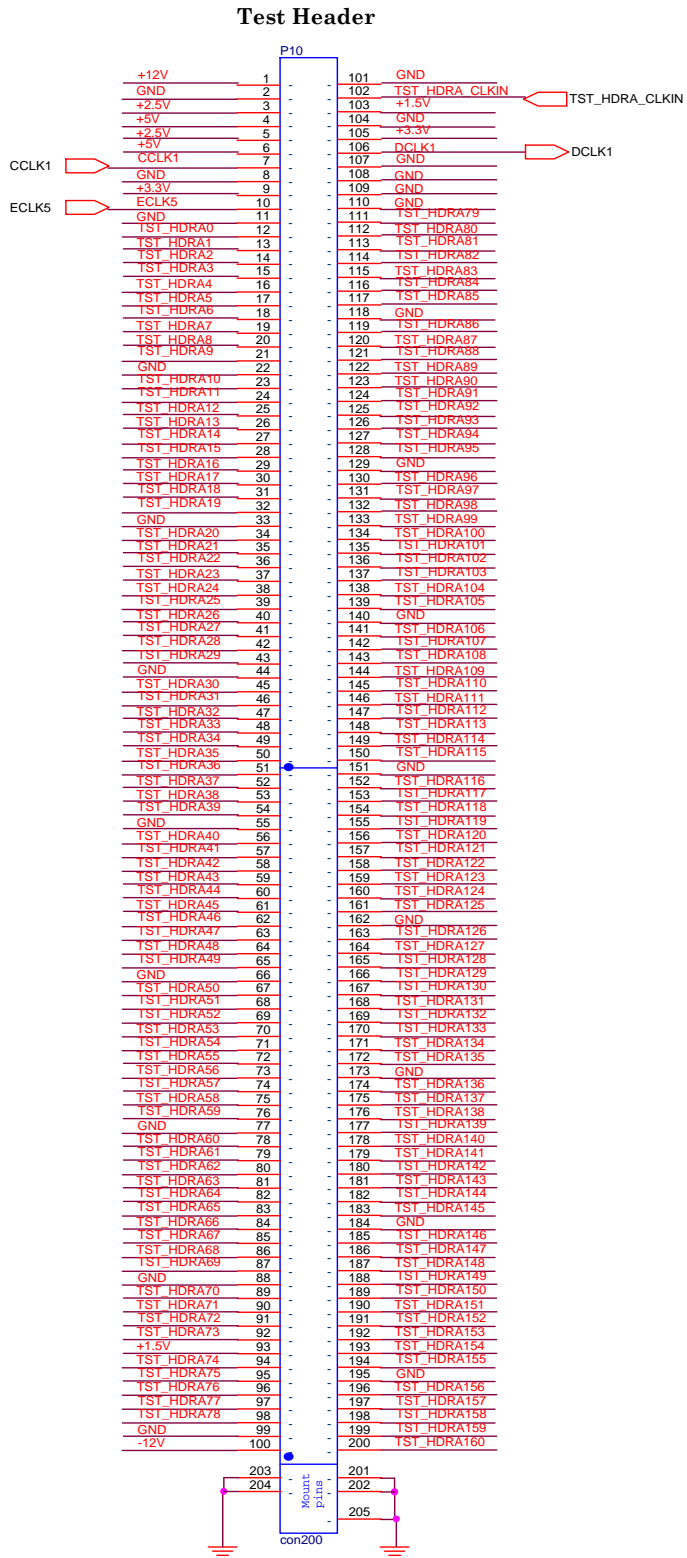 Test Header
P10
+12V 1 101 GND
GND 2 102 TST_HDRA_CLKIN TST_HDRA_CLKIN
+2.5V 3 103 +1.5V
+5V 4 104 GND
+2.5V 5 105 +3.3V
+5V 6 106 DCLK1 DCLK1
CCLK1 CCLK1 7 107 GND
GND 8 108 GND
+3.3V 9 109 GND
ECLK5 ECLK5 10 110 GND
GND 11 111 TST_HDRA79
TST_HDRA0 12 112 TST_HDRA80
TST_HDRA1 13 113 TST_HDRA81
TST_HDRA2 14 114 TST_HDRA82
TST_HDRA3 15 115 TST_HDRA83
TST_HDRA4 16 116 TST_HDRA84
TST_HDRA5 17 117 TST_HDRA85
TST_HDRA6 18 118 GND
TST_HDRA7 19 119 TST_HDRA86
TST_HDRA8 20 120 TST_HDRA87
TST_HDRA9 21 121 TST_HDRA88
GND 22 122 TST_HDRA89
TST_HDRA10 23 123 TST_HDRA90
TST_HDRA11 24 124 TST_HDRA91
TST_HDRA12 25 125 TST_HDRA92
TST_HDRA13 26 126 TST_HDRA93
TST_HDRA14 27 127 TST_HDRA94
TST_HDRA15 28 128 TST_HDRA95
TST_HDRA16 29 129 GND
TST_HDRA17 30 130 TST_HDRA96
TST_HDRA18 31 131 TST_HDRA97
TST_HDRA19 32 132 TST_HDRA98
GND 33 133 TST_HDRA99
TST_HDRA20 34 134 TST_HDRA100
TST_HDRA21 35 135 TST_HDRA101
TST_HDRA22 36 136 TST_HDRA102
TST_HDRA23 37 137 TST_HDRA103
TST_HDRA24 38 138 TST_HDRA104
TST_HDRA25 39 139 TST_HDRA105
TST_HDRA26 40 140 GND
TST_HDRA27 41 141 TST_HDRA106
TST_HDRA28 42 142 TST_HDRA107
TST_HDRA29 43 143 TST_HDRA108
GND 44 144 TST_HDRA109
TST_HDRA30 45 145 TST_HDRA110
TST_HDRA31 46 146 TST_HDRA111
TST_HDRA32 47 147 TST_HDRA112
TST_HDRA33 48 148 TST_HDRA113
TST_HDRA34 49 149 TST_HDRA114
TST_HDRA35 50 150 TST_HDRA115
TST_HDRA36 51 151 GND
TST_HDRA37 52 152 TST_HDRA116
TST_HDRA38 53 153 TST_HDRA117
TST_HDRA39 54 154 TST_HDRA118
GND 55 155 TST_HDRA119
TST_HDRA40 56 156 TST_HDRA120
TST_HDRA41 57 157 TST_HDRA121
TST_HDRA42 58 158 TST_HDRA122
TST_HDRA43 59 159 TST_HDRA123
TST_HDRA44 60 160 TST_HDRA124
TST_HDRA45 61 161 TST_HDRA125
TST_HDRA46 62 162 GND
TST_HDRA47 63 163 TST_HDRA126
TST_HDRA48 64 164 TST_HDRA127
TST_HDRA49 65 165 TST_HDRA128
GND 66 166 TST_HDRA129
TST_HDRA50 67 167 TST_HDRA130
TST_HDRA51 68 168 TST_HDRA131
TST_HDRA52 69 169 TST_HDRA132
TST_HDRA53 70 170 TST_HDRA133
TST_HDRA54 71 171 TST_HDRA134
TST_HDRA55 72 172 TST_HDRA135
TST_HDRA56 73 173 GND
TST_HDRA57 74 174 TST_HDRA136
TST_HDRA58 75 175 TST_HDRA137
TST_HDRA59 76 176 TST_HDRA138
GND 77 177 TST_HDRA139
TST_HDRA60 78 178 TST_HDRA140
TST_HDRA61 79 179 TST_HDRA141
TST_HDRA62 80 180 TST_HDRA142
TST_HDRA63 81 181 TST_HDRA143
TST_HDRA64 82 182 TST_HDRA144
TST_HDRA65 83 183 TST_HDRA145
TST_HDRA66 84 184 GND
TST_HDRA67 85 185 TST_HDRA146
TST_HDRA68 86 186 TST_HDRA147
TST_HDRA69 87 187 TST_HDRA148
GND 88 188 TST_HDRA149
TST_HDRA70 89 189 TST_HDRA150
TST_HDRA71 90 190 TST_HDRA151
TST_HDRA72 91 191 TST_HDRA152
TST_HDRA73 92 192 TST_HDRA153
+1.5V 93 193 TST_HDRA154
TST_HDRA74 94 194 TST_HDRA155
TST_HDRA75 95 195 GND
TST_HDRA76 96 196 TST_HDRA156
TST_HDRA77 97 197 TST_HDRA157
TST_HDRA78 98 198 TST_HDRA158
GND 99 199 TST_HDRA159
-12V 100 200 TST_HDRA160
203 201
204 202
Mount
pins
205
con200